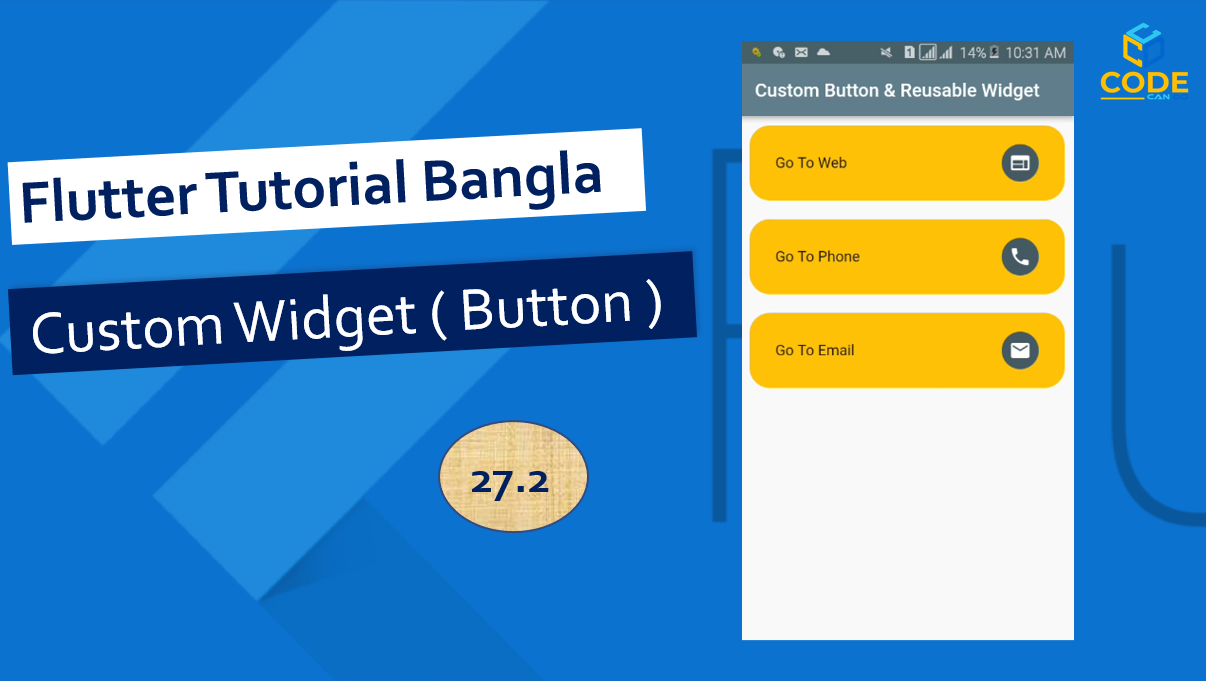 Flutter Tutorial Bangla
Custom Widget ( Button )
27.2
1
14%
10:31 AM
Custom Button & Reusable Widget
Go To Web
Go To Phone
Go To Email
CODE
CAN